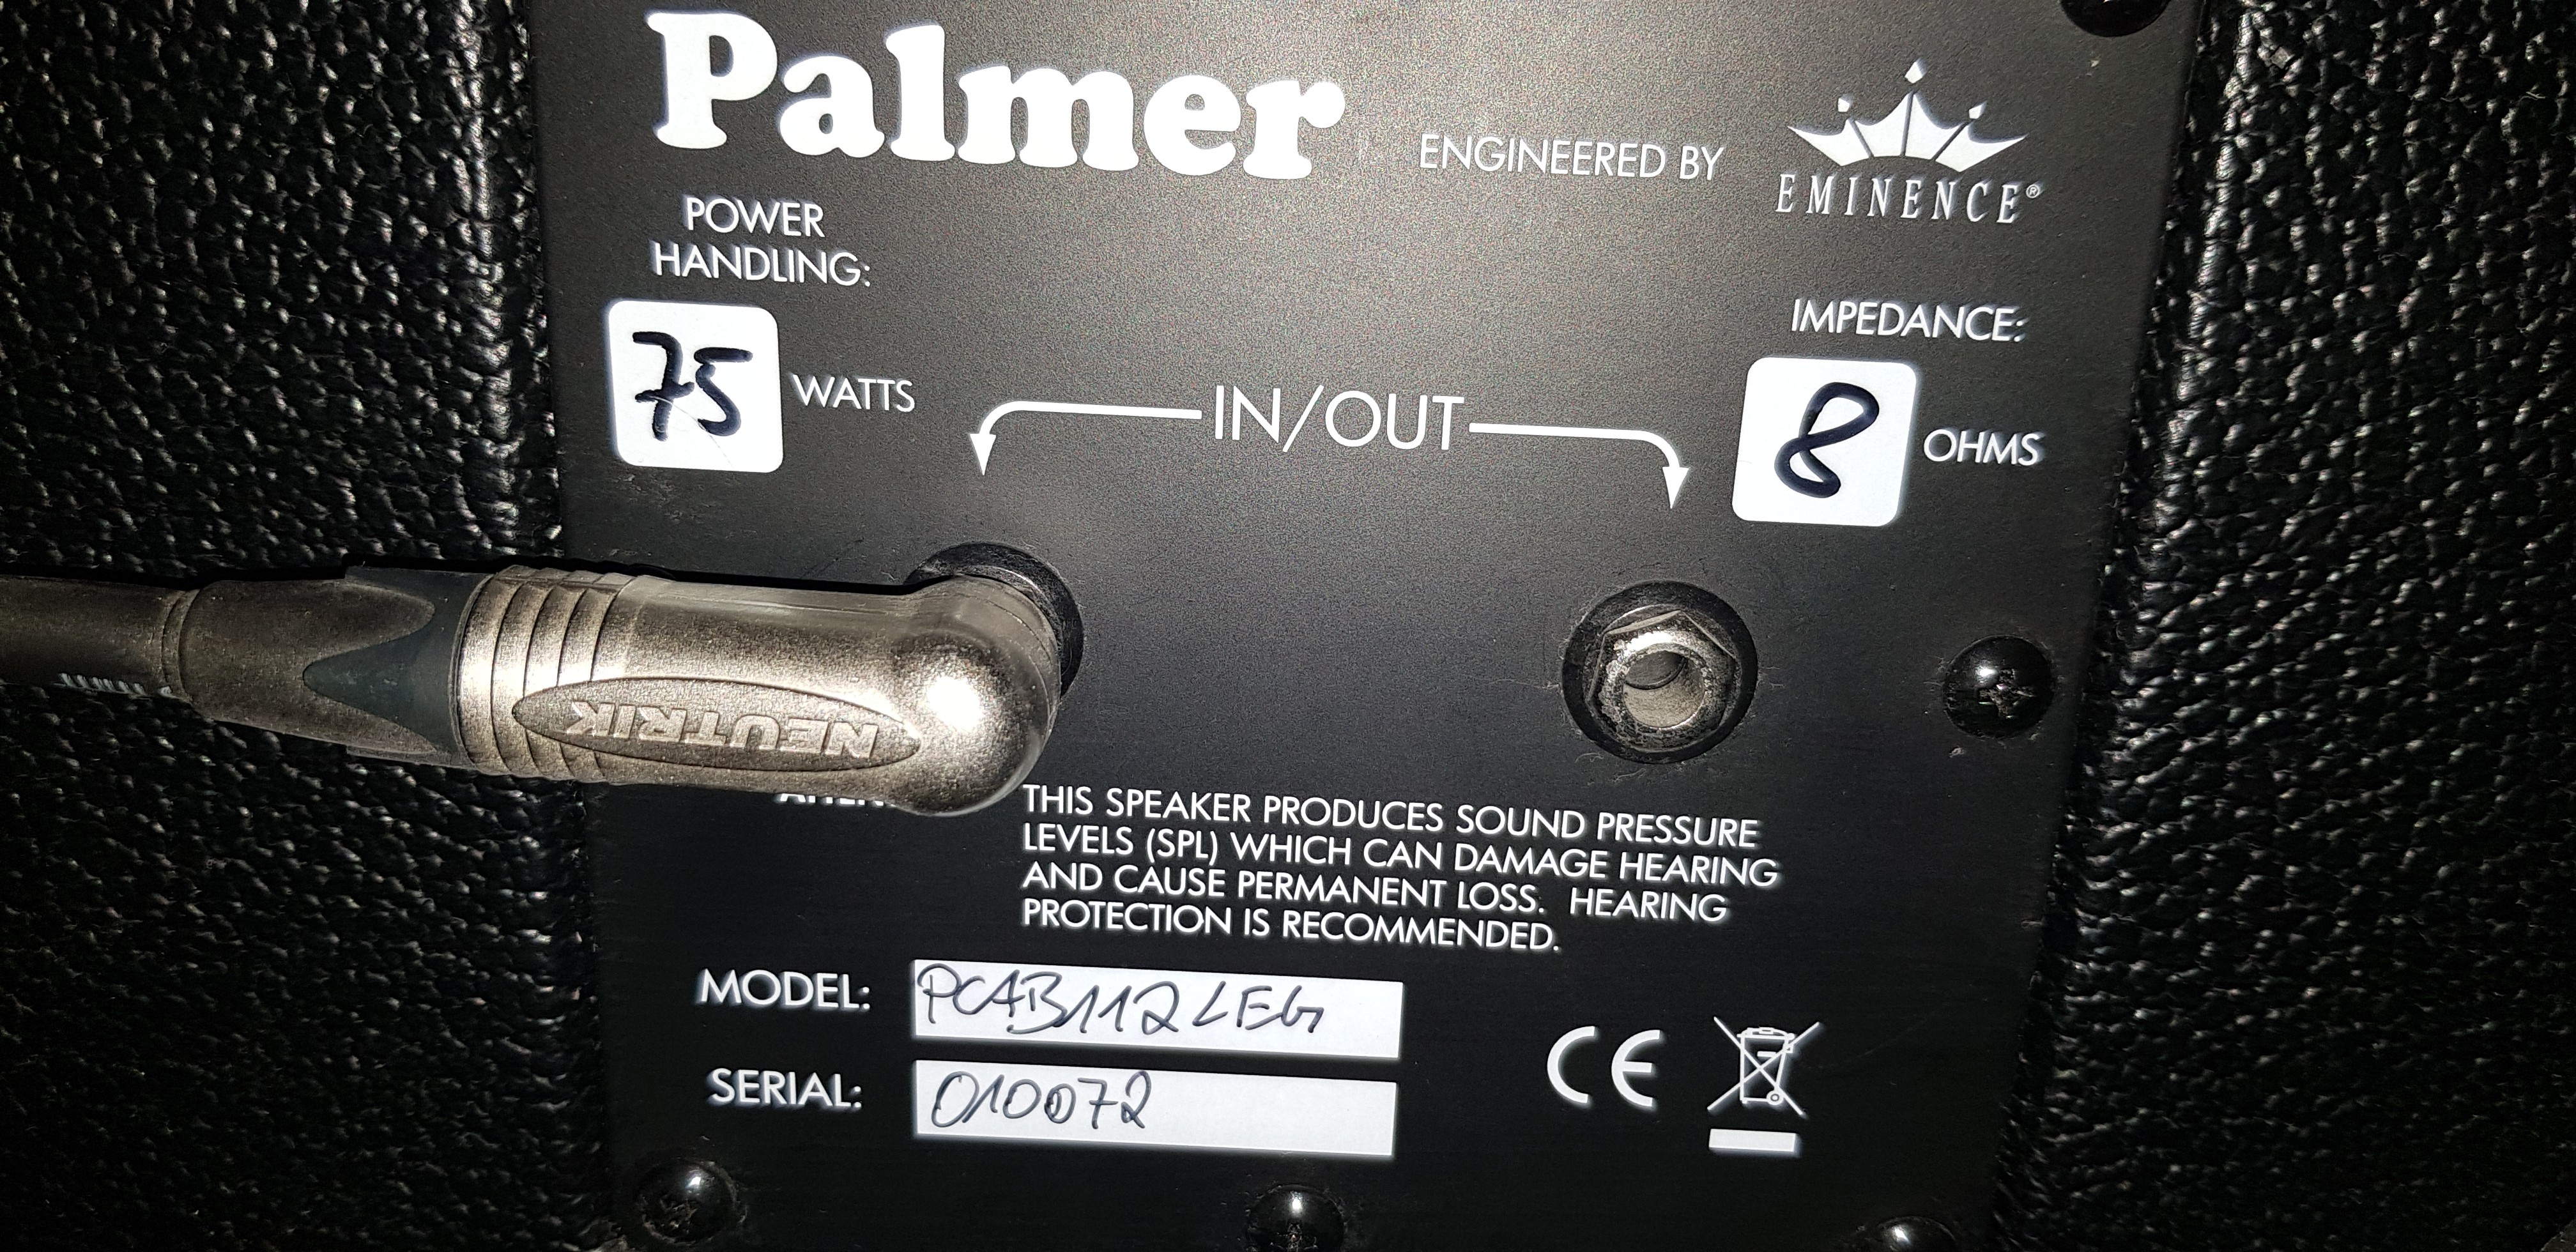 Palmer
ENGINEERED BY
EMINENCE®
POWER
HANDLING:
75 WATTS
IMPEDANCE:
8 OHMS
IN/OUT
NEUTRIK
THIS SPEAKER PRODUCES SOUND PRESSURE
LEVELS (SPL) WHICH CAN DAMAGE HEARING
AND CAUSE PERMANENT LOSS. HEARING
PROTECTION IS RECOMMENDED.
MODEL: PCAB112LEG
SERIAL: 010072
CE